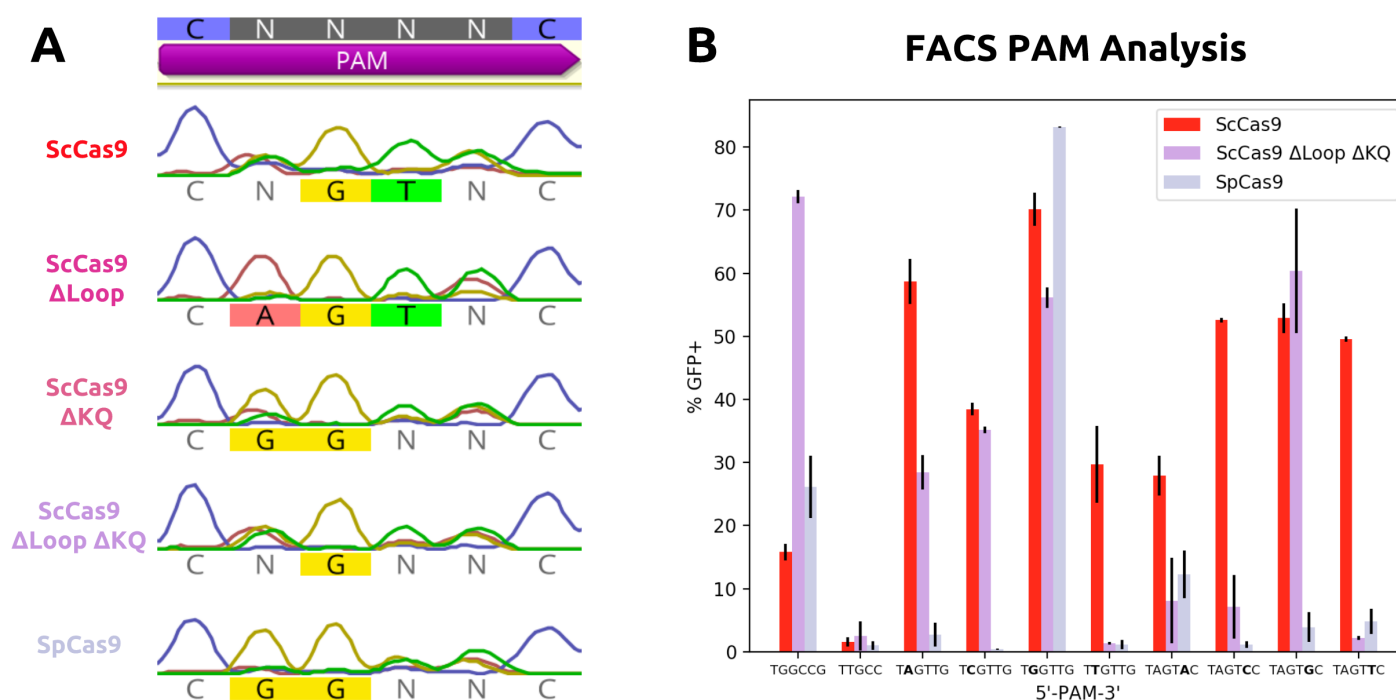 A
C N N N N C
PAM
ScCas9
C N G T N C
ScCas9
ΔLoop
C A G T N C
ScCas9
ΔKQ
C G G N N C
ScCas9
ΔLoop ΔKQ
C N G N N C
SpCas9
C G G N N C
B
FACS PAM Analysis
ScCas9
ScCas9 ΔLoop ΔKQ
SpCas9
% GFP+
80
70
60
50
40
30
20
10
0
TGGCCG TTGCC TAGTTG TCGTTG TGGTTG TTGTTG TAGTAC TAGTCC TAGTGC TAGTTC
5'-PAM-3'